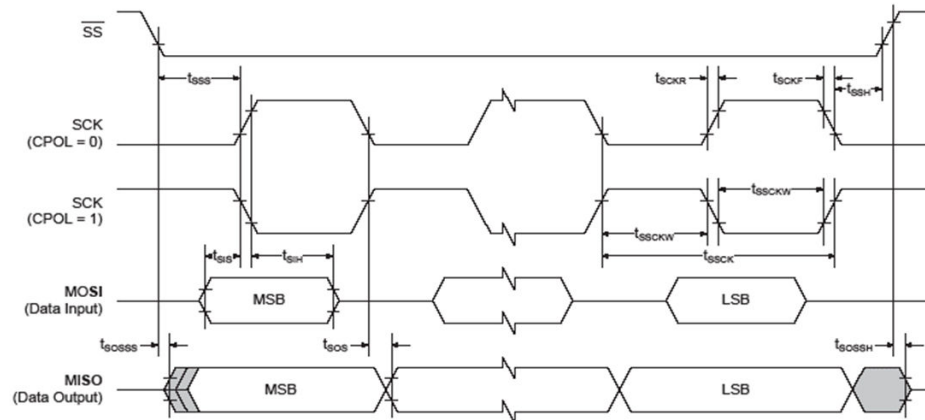 SS
tSSS
tSCKR
tSCKF
tSSH
SCK
(CPOL = 0)
SCK
(CPOL = 1)
tSSCKW
tSSCKW
tSSCK
tSIS
tSIH
MOSI
(Data Input)
MSB
LSB
tSOSSS
tSOS
tSOSSH
MISO
(Data Output)
MSB
LSB